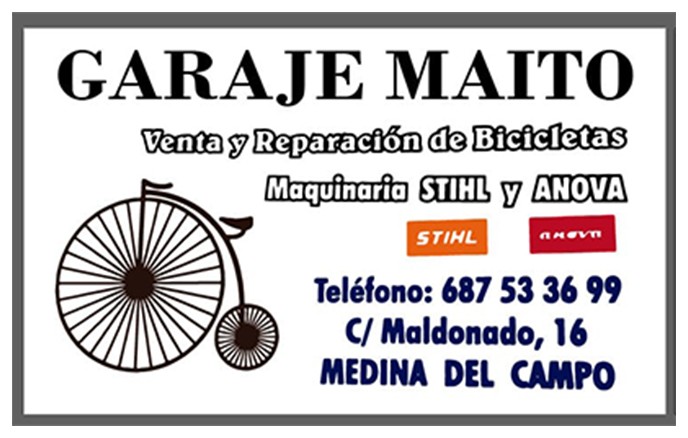 GARAJE MAITO
Venta y Reparación de Bicicletas
Maquinaria STIHL y ANOVA
STIHL anova
Teléfono: 687 53 36 99
C/ Maldonado, 16
MEDINA DEL CAMPO